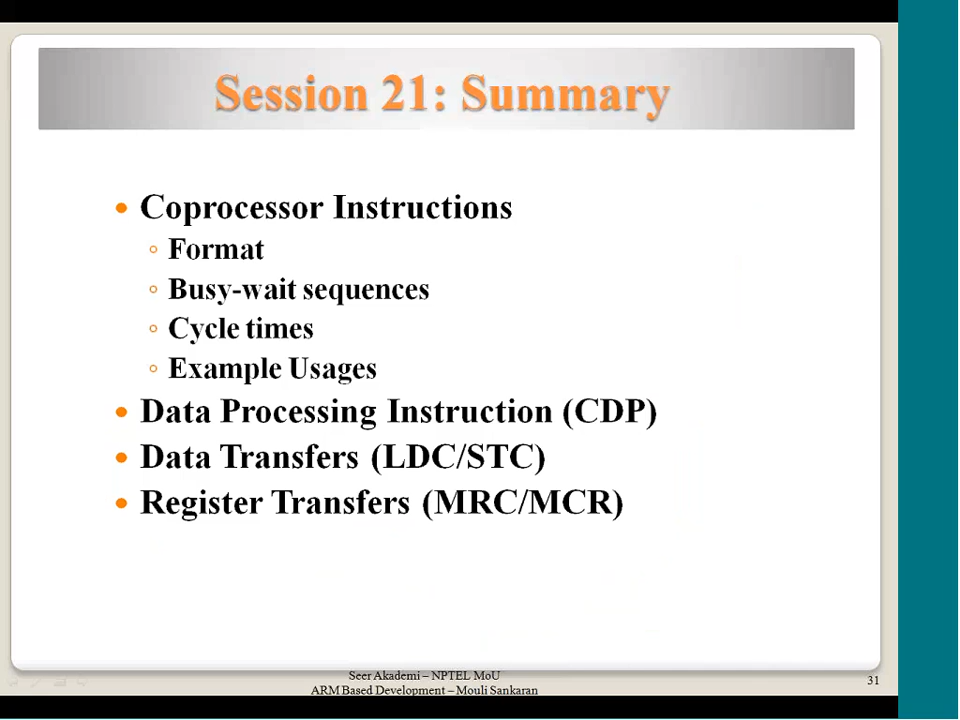 Session 21: Summary
Coprocessor Instructions
Format
Busy-wait sequences
Cycle times
Example Usages
Data Processing Instruction (CDP)
Data Transfers (LDC/STC)
Register Transfers (MRC/MCR)
Seer Akademi – NPTEL MoU
ARM Based Development – Mouli Sankaran
31